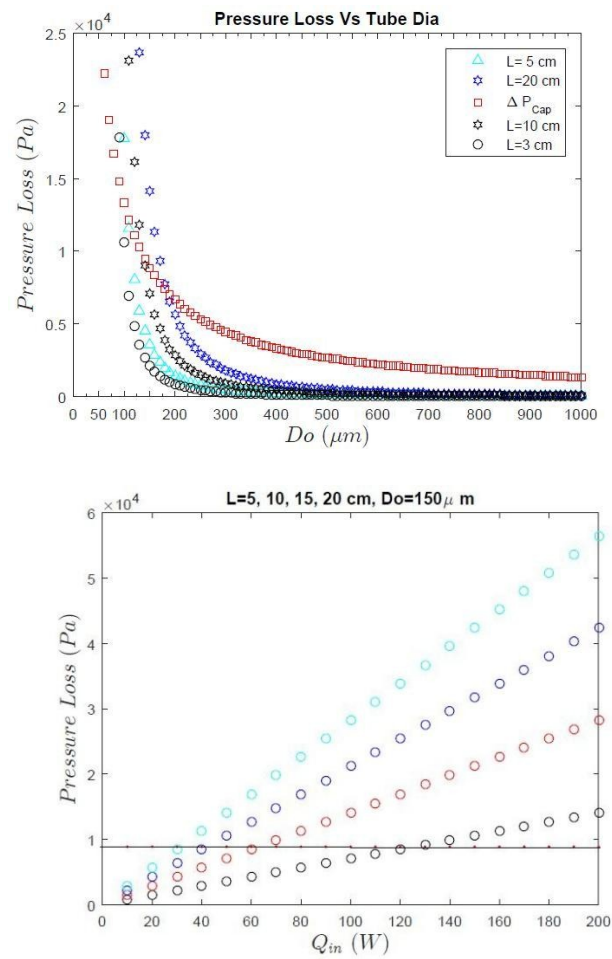 Pressure Loss Vs Tube Dia
×10⁴
2.5
2
1.5
1
0.5
0
Pressure Loss (Pa)
L= 5 cm
L=20 cm
Δ P_Cap
L=10 cm
L=3 cm
0 50 100 200 300 400 500 600 700 800 900 1000
Do (μm)
L=5, 10, 15, 20 cm, Do=150μ m
×10⁴
6
5
4
3
2
1
0
Pressure Loss (Pa)
0 20 40 60 80 100 120 140 160 180 200
Q_in (W)